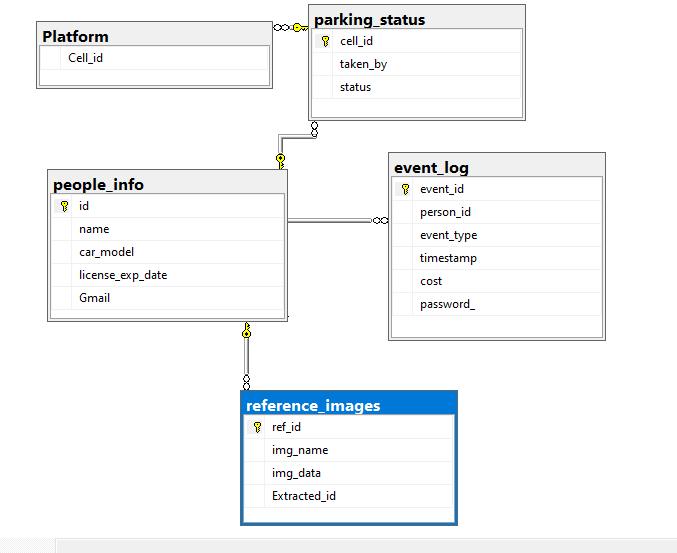 Platform
Cell_id
parking_status
cell_id
taken_by
status
people_info
id
name
car_model
license_exp_date
Gmail
event_log
event_id
person_id
event_type
timestamp
cost
password_
reference_images
ref_id
img_name
img_data
Extracted_id